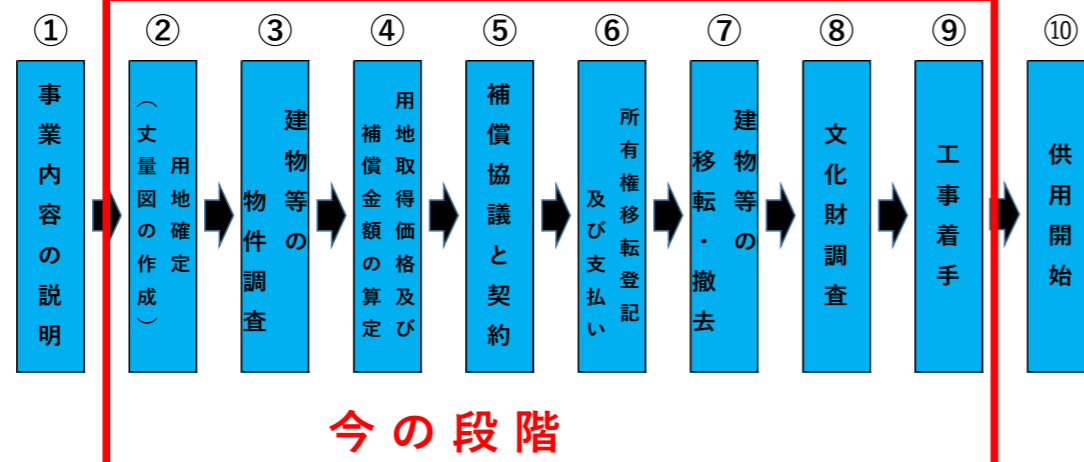 ①
事業内容の説明
②
用地確定
（丈量図の作成）
③
建物等の
物件調査
④
用地取得価格及び
補償金額の算定
⑤
補償協議と契約
⑥
所有権移転登記
及び支払い
⑦
建物等の
移転・撤去
⑧
文化財調査
⑨
工事着手
⑩
供用開始
今の段階